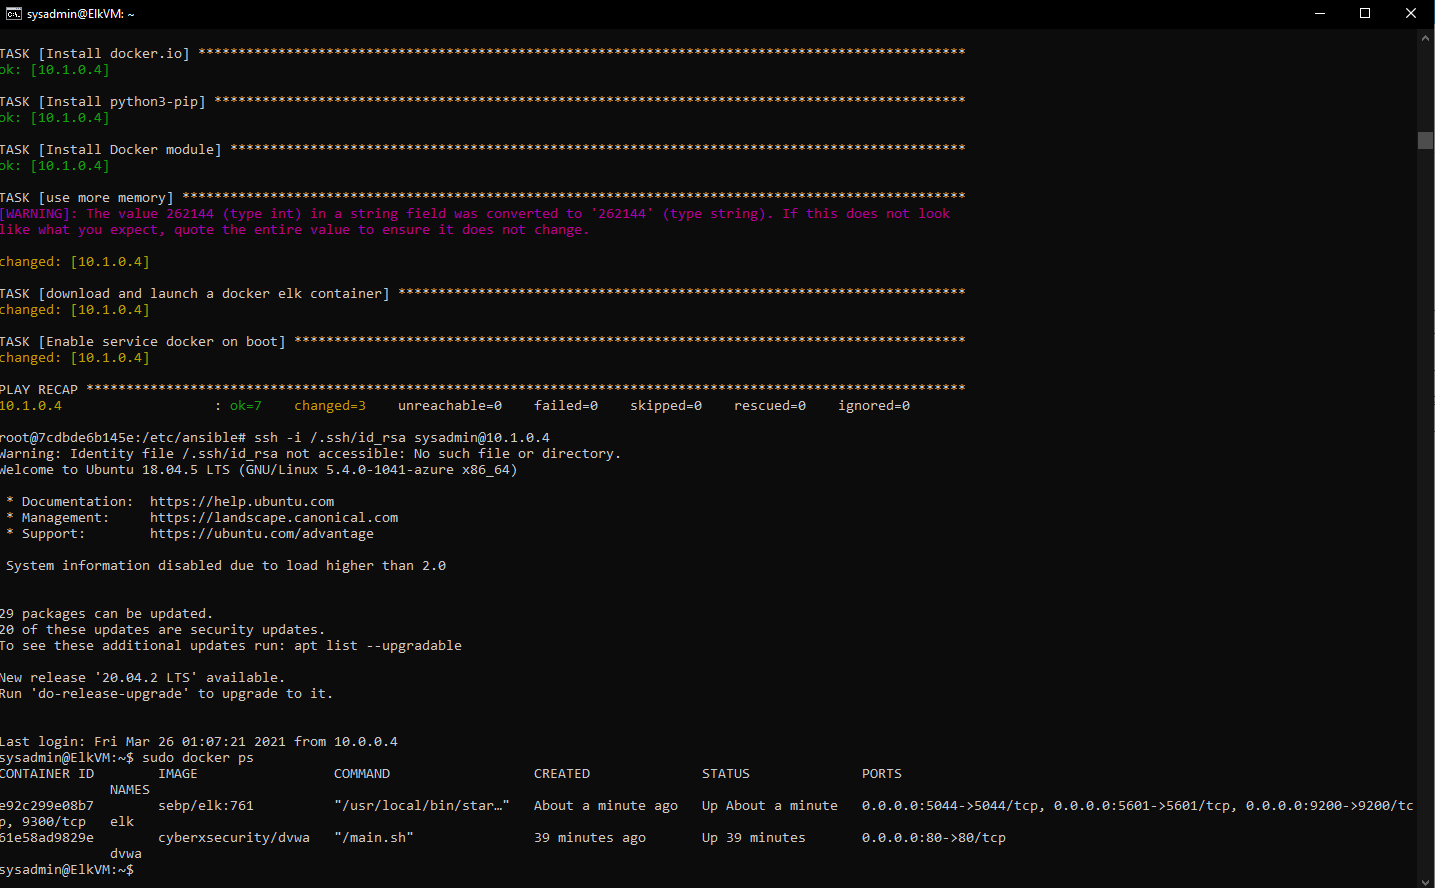 sysadmin@ElkVM: ~
TASK [Install docker.io] ************************************************************************************************
ok: [10.1.0.4]
TASK [Install python3-pip] **********************************************************************************************
ok: [10.1.0.4]
TASK [Install Docker module] ********************************************************************************************
ok: [10.1.0.4]
TASK [use more memory] **************************************************************************************************
[WARNING]: The value 262144 (type int) in a string field was converted to '262144' (type string). If this does not look
like what you expect, quote the entire value to ensure it does not change.
changed: [10.1.0.4]
TASK [download and launch a docker elk container] ***********************************************************************
changed: [10.1.0.4]
TASK [Enable service docker on boot] ************************************************************************************
changed: [10.1.0.4]
PLAY RECAP **************************************************************************************************************
10.1.0.4                   : ok=7    changed=3    unreachable=0    failed=0    skipped=0    rescued=0    ignored=0
root@7cdbde6b145e:/etc/ansible# ssh -i /.ssh/id_rsa sysadmin@10.1.0.4
Warning: Identity file /.ssh/id_rsa not accessible: No such file or directory.
Welcome to Ubuntu 18.04.5 LTS (GNU/Linux 5.4.0-1041-azure x86_64)
 * Documentation:  https://help.ubuntu.com
 * Management:     https://landscape.canonical.com
 * Support:        https://ubuntu.com/advantage
 System information disabled due to load higher than 2.0
29 packages can be updated.
20 of these updates are security updates.
To see these additional updates run: apt list --upgradable
New release '20.04.2 LTS' available.
Run 'do-release-upgrade' to upgrade to it.
Last login: Fri Mar 26 01:07:21 2021 from 10.0.0.4
sysadmin@ElkVM:~$ sudo docker ps
CONTAINER ID        IMAGE                 COMMAND                  CREATED              STATUS              PORTS
              NAMES
e92c299e08b7        sebp/elk:761          "/usr/local/bin/star…"   About a minute ago   Up About a minute   0.0.0.0:5044->5044/tcp, 0.0.0.0:5601->5601/tcp, 0.0.0.0:9200->9200/tc
p, 9300/tcp   elk
61e58ad9829e        cyberxsecurity/dvwa   "/main.sh"               39 minutes ago       Up 39 minutes       0.0.0.0:80->80/tcp
              dvwa
sysadmin@ElkVM:~$